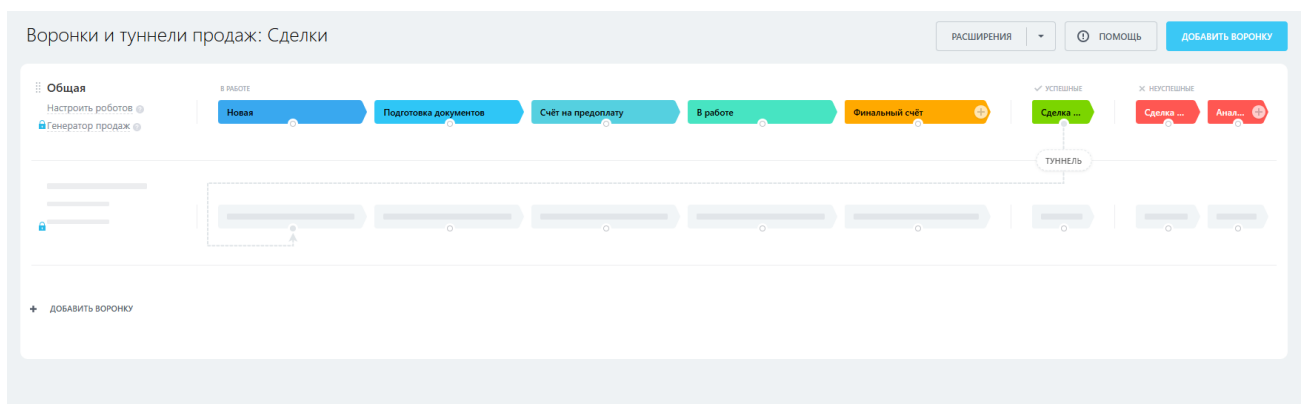 Воронки и туннели продаж: Сделки
РАСШИРЕНИЯ
ПОМОЩЬ
ДОБАВИТЬ ВОРОНКУ
Общая
Настроить роботов
Генератор продаж
В РАБОТЕ
УСПЕШНЫЕ
НЕУСПЕШНЫЕ
Новая
Подготовка документов
Счёт на предоплату
В работе
Финальный счёт
Сделка ...
Сделка ...
Анал...
ТУННЕЛЬ
ДОБАВИТЬ ВОРОНКУ